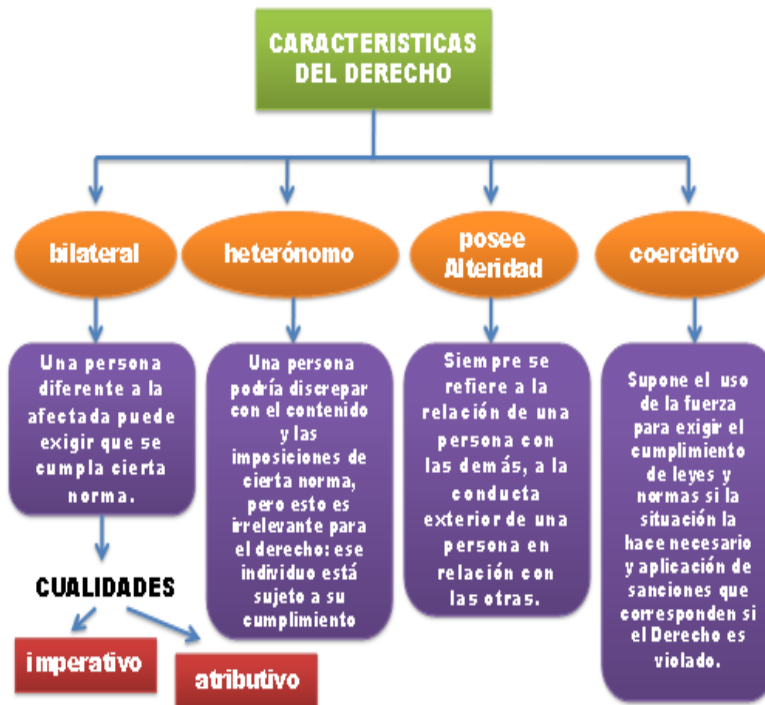 CARACTERISTICAS
DEL DERECHO
bilateral
heterónomo
posee
Alteridad
coercitivo
Una persona
diferente a la
afectada puede
exigir que se
cumpla cierta
norma.
CUALIDADES
imperativo
atributivo
Una persona
podría discrepar
con el contenido
y las
imposiciones de
cierta norma,
pero esto es
irrelevante para
el derecho: ese
individuo está
sujeto a su
cumplimiento
Siempre se
refiere a la
relación de una
persona con
las demás, a la
conducta
exterior de una
persona en
relación con
las otras.
Supone el uso
de la fuerza
para exigir el
cumplimiento
de leyes y
normas si la
situación la
hace necesario
y aplicación de
sanciones que
corresponden si
el Derecho es
violado.